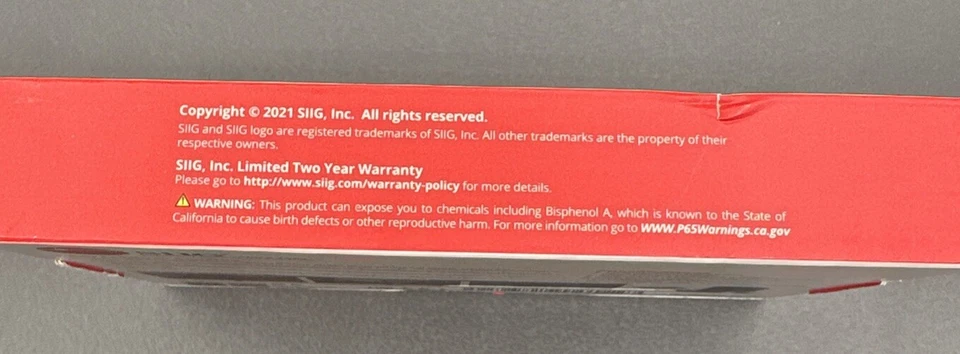 Copyright © 2021 SIIG, Inc. All rights reserved.
SIIG and SIIG logo are registered trademarks of SIIG, Inc. All other trademarks are the property of their
respective owners.
SIIG, Inc. Limited Two Year Warranty
Please go to http://www.siig.com/warranty-policy for more details.
WARNING: This product can expose you to chemicals including Bisphenol A, which is known to the State of
California to cause birth defects or other reproductive harm. For more information go to WWW.P65Warnings.ca.gov